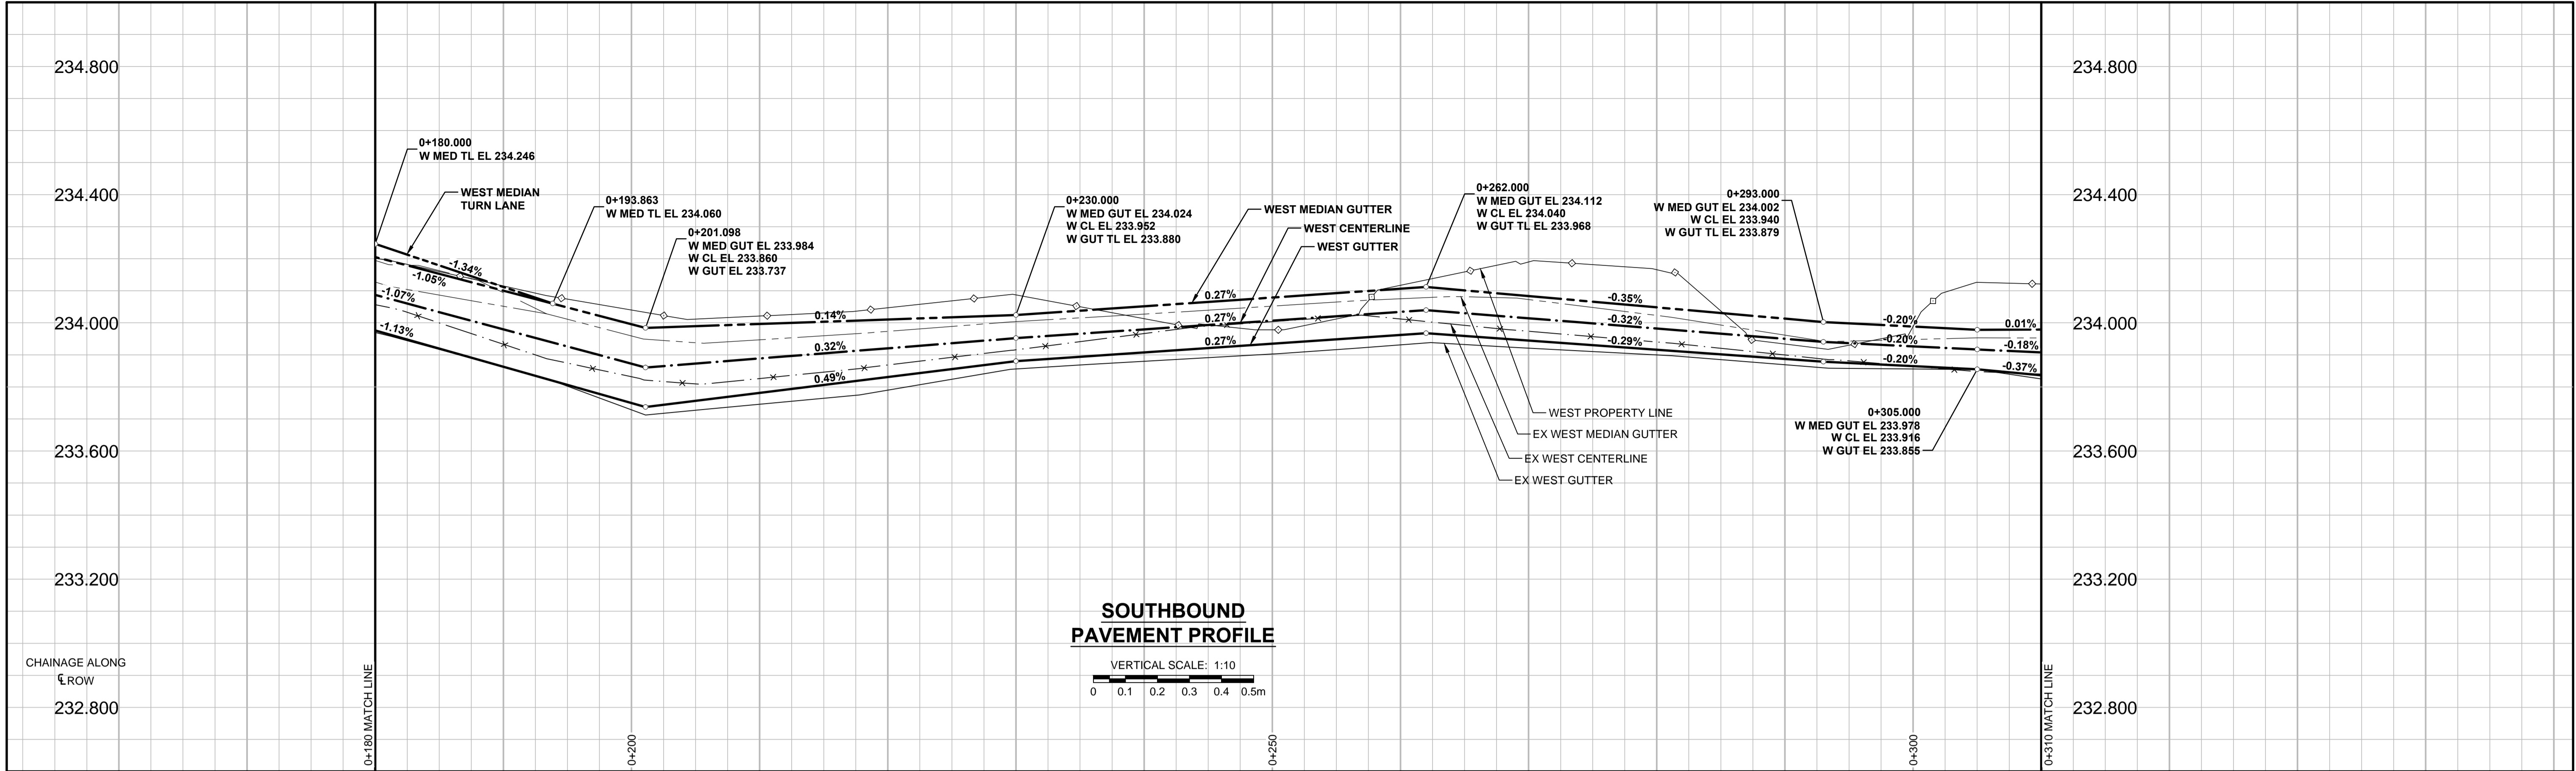 234.800
234.800
0+180.000
W MED TL EL 234.246
234.400
234.400
WEST MEDIAN
TURN LANE
0+193.863
W MED TL EL 234.060
0+201.098
W MED GUT EL 233.984
W CL EL 233.860
W GUT EL 233.737
0+230.000
W MED GUT EL 234.024
W CL EL 233.952
W GUT TL EL 233.880
WEST MEDIAN GUTTER
WEST CENTERLINE
WEST GUTTER
0+262.000
W MED GUT EL 234.112
W CL EL 234.040
W GUT TL EL 233.968
0+293.000
W MED GUT EL 234.002
W CL EL 233.940
W GUT TL EL 233.879
-1.34%
-1.05%
-1.07%
-1.13%
0.14%
0.32%
0.49%
0.27%
0.27%
0.27%
-0.35%
-0.32%
-0.29%
-0.20%
-0.20%
-0.20%
0.01%
-0.18%
-0.37%
234.000
234.000
WEST PROPERTY LINE
EX WEST MEDIAN GUTTER
EX WEST CENTERLINE
EX WEST GUTTER
0+305.000
W MED GUT EL 233.978
W CL EL 233.916
W GUT EL 233.855
233.600
233.600
233.200
233.200
SOUTHBOUND
PAVEMENT PROFILE
VERTICAL SCALE: 1:10
0 0.1 0.2 0.3 0.4 0.5m
CHAINAGE ALONG
℄ ROW
232.800
232.800
0+180 MATCH LINE
0+200
0+250
0+300
0+310 MATCH LINE